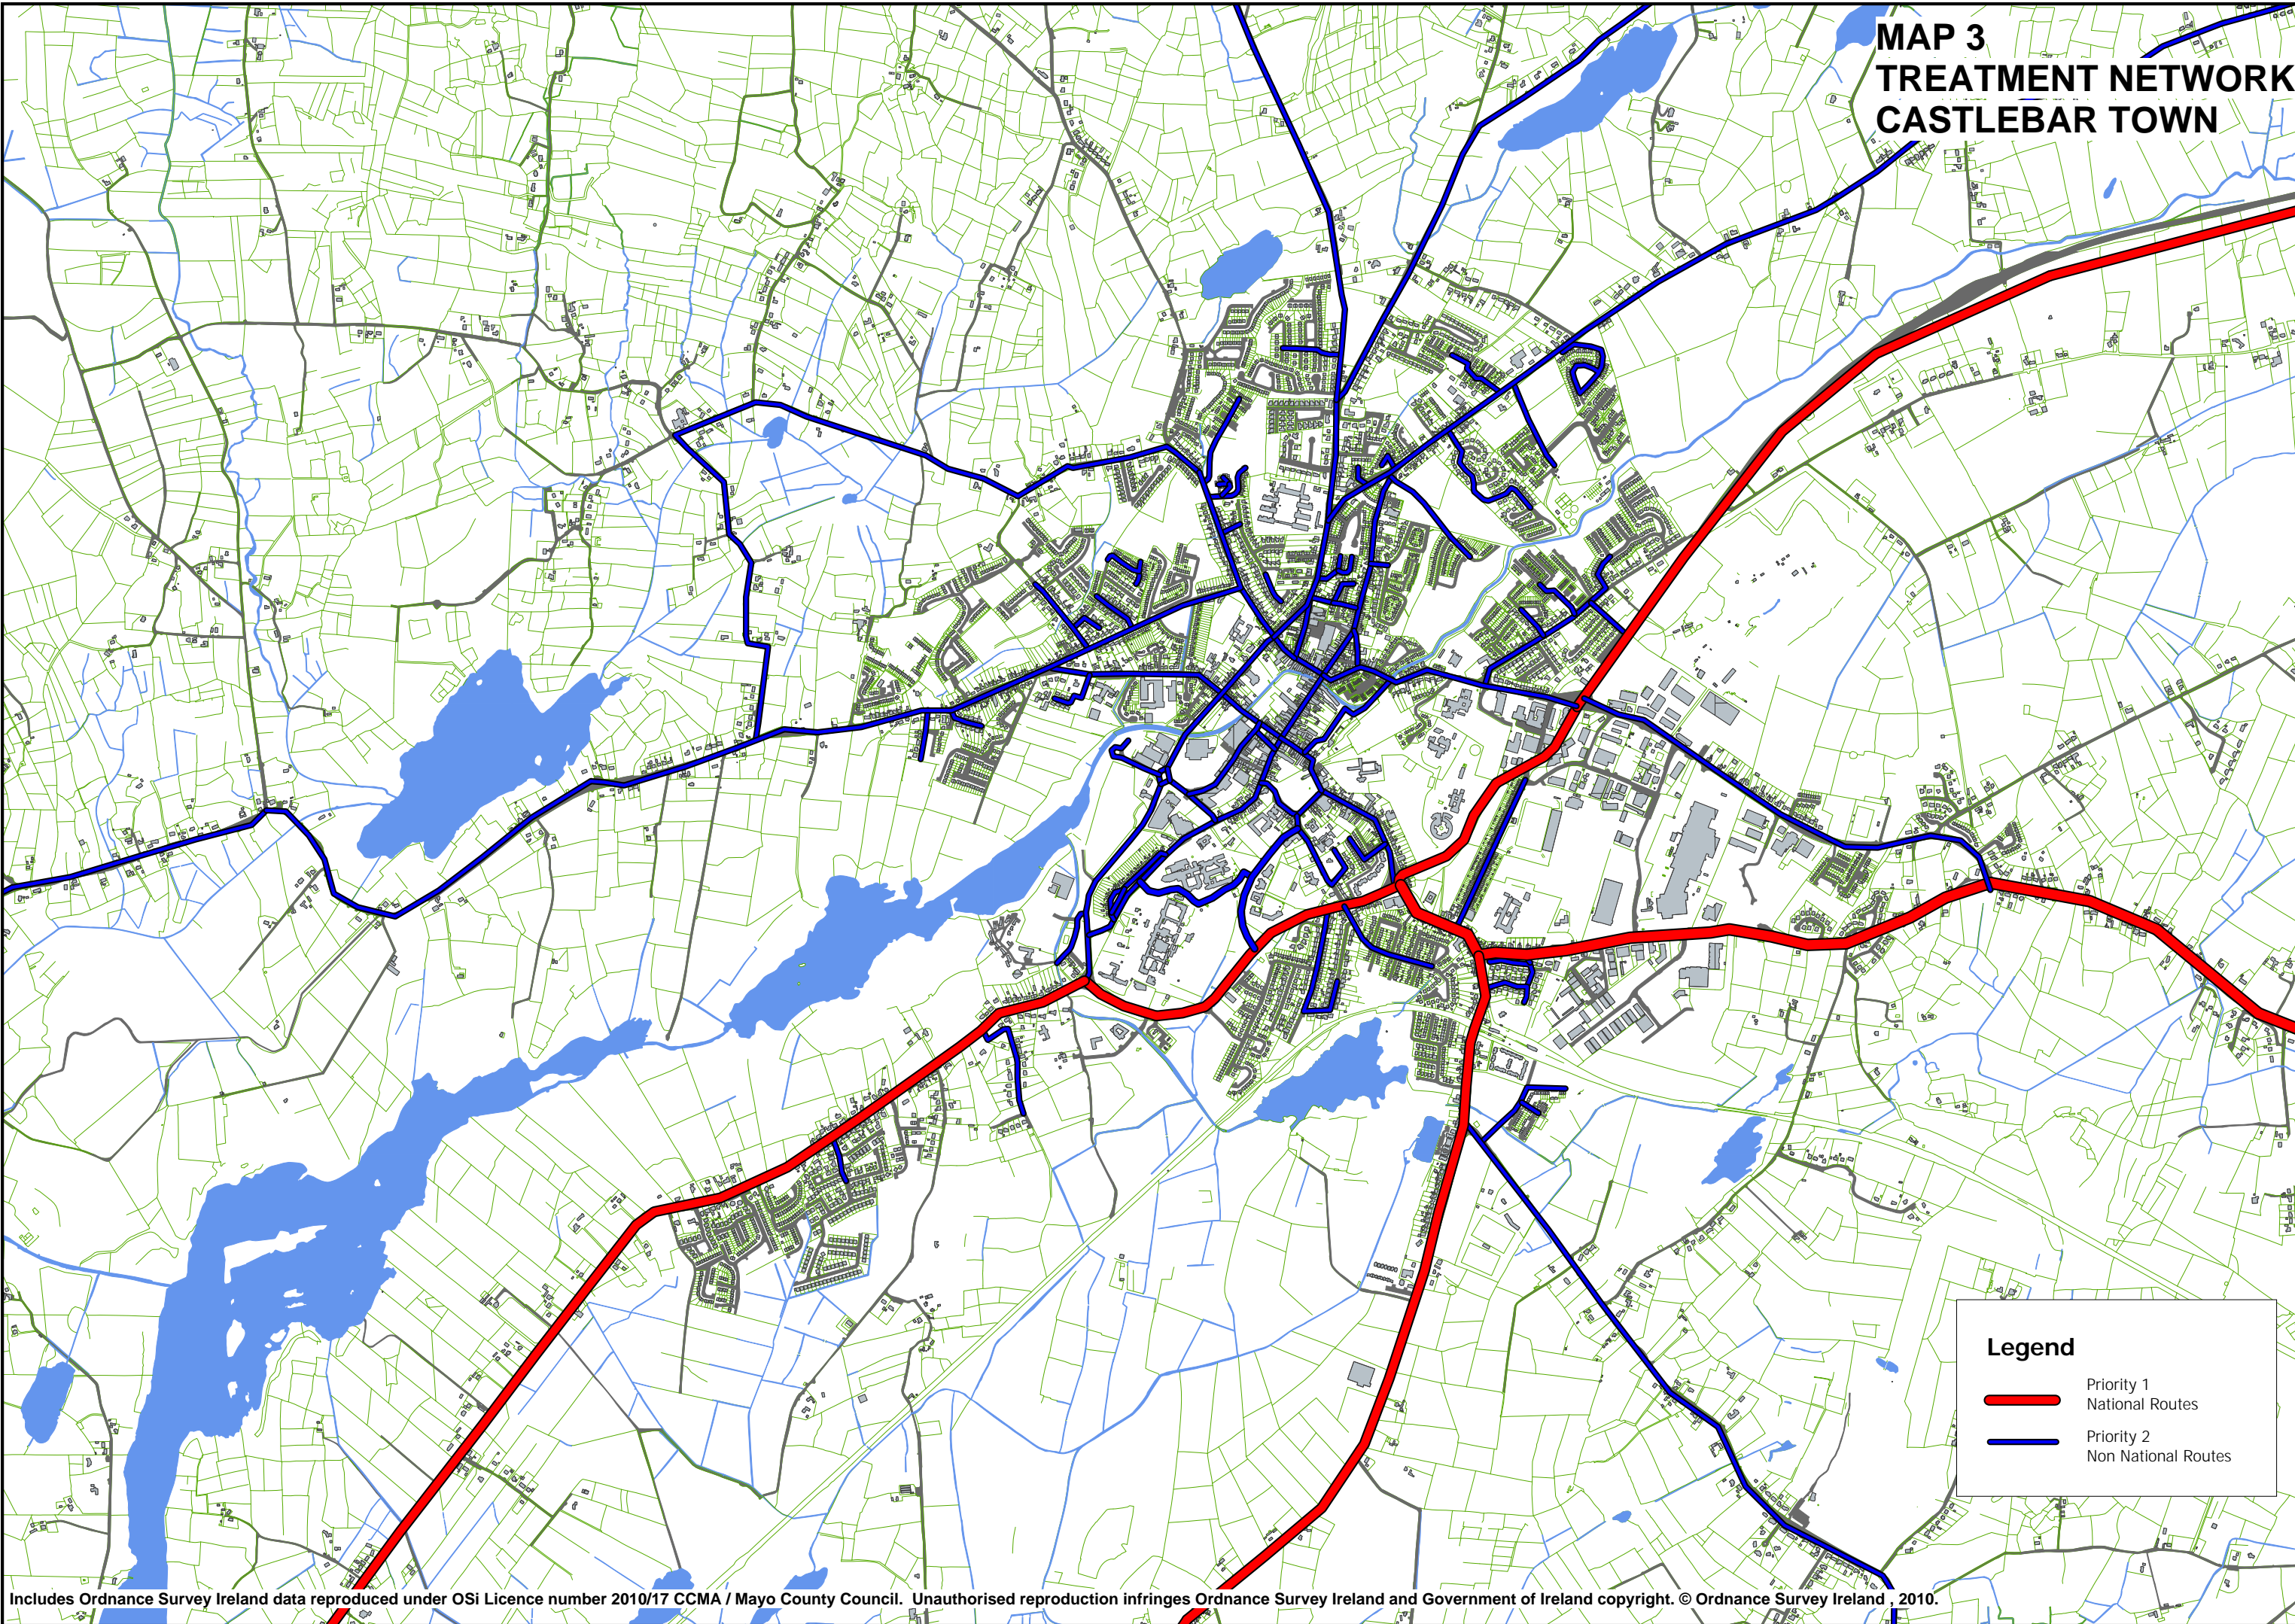 MAP 3
TREATMENT NETWORK
CASTLEBAR TOWN
Legend
Priority 1
National Routes
Priority 2
Non National Routes
Includes Ordnance Survey Ireland data reproduced under OSi Licence number 2010/17 CCMA / Mayo County Council. Unauthorised reproduction infringes Ordnance Survey Ireland and Government of Ireland copyright. © Ordnance Survey Ireland , 2010.